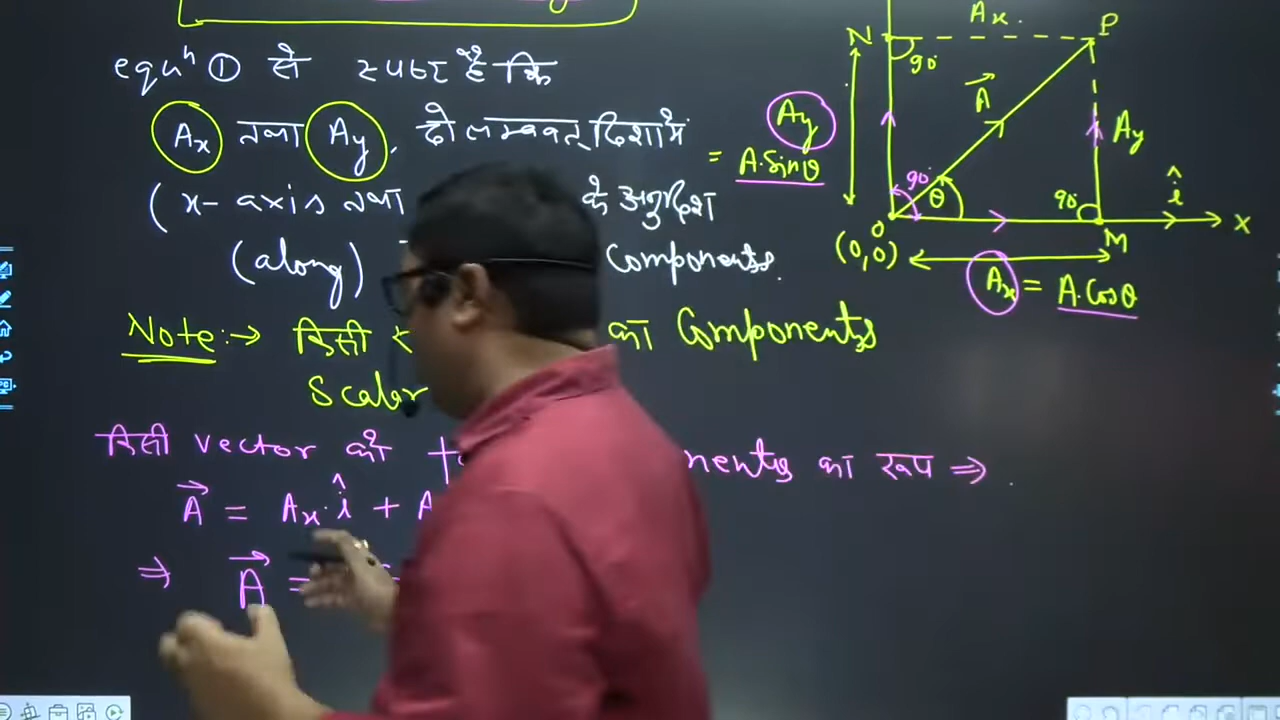 equⁿ ① से स्पष्ट है कि
Ax तथा Ay, दो लम्बवत् दिशा में
(x-axis तथा के अनुदिश
(along) Components.
Note:→ किसी का Components
Scaler
किसी vector को nents का रूप ⇒
A⃗ = Ax.î + A
⇒ A⃗ =
Ax.
N P
90°
A⃗
Ay
= A.Sinθ
Ay
90° θ 90° î
O M x
(0,0)
Ax = A.Cosθ